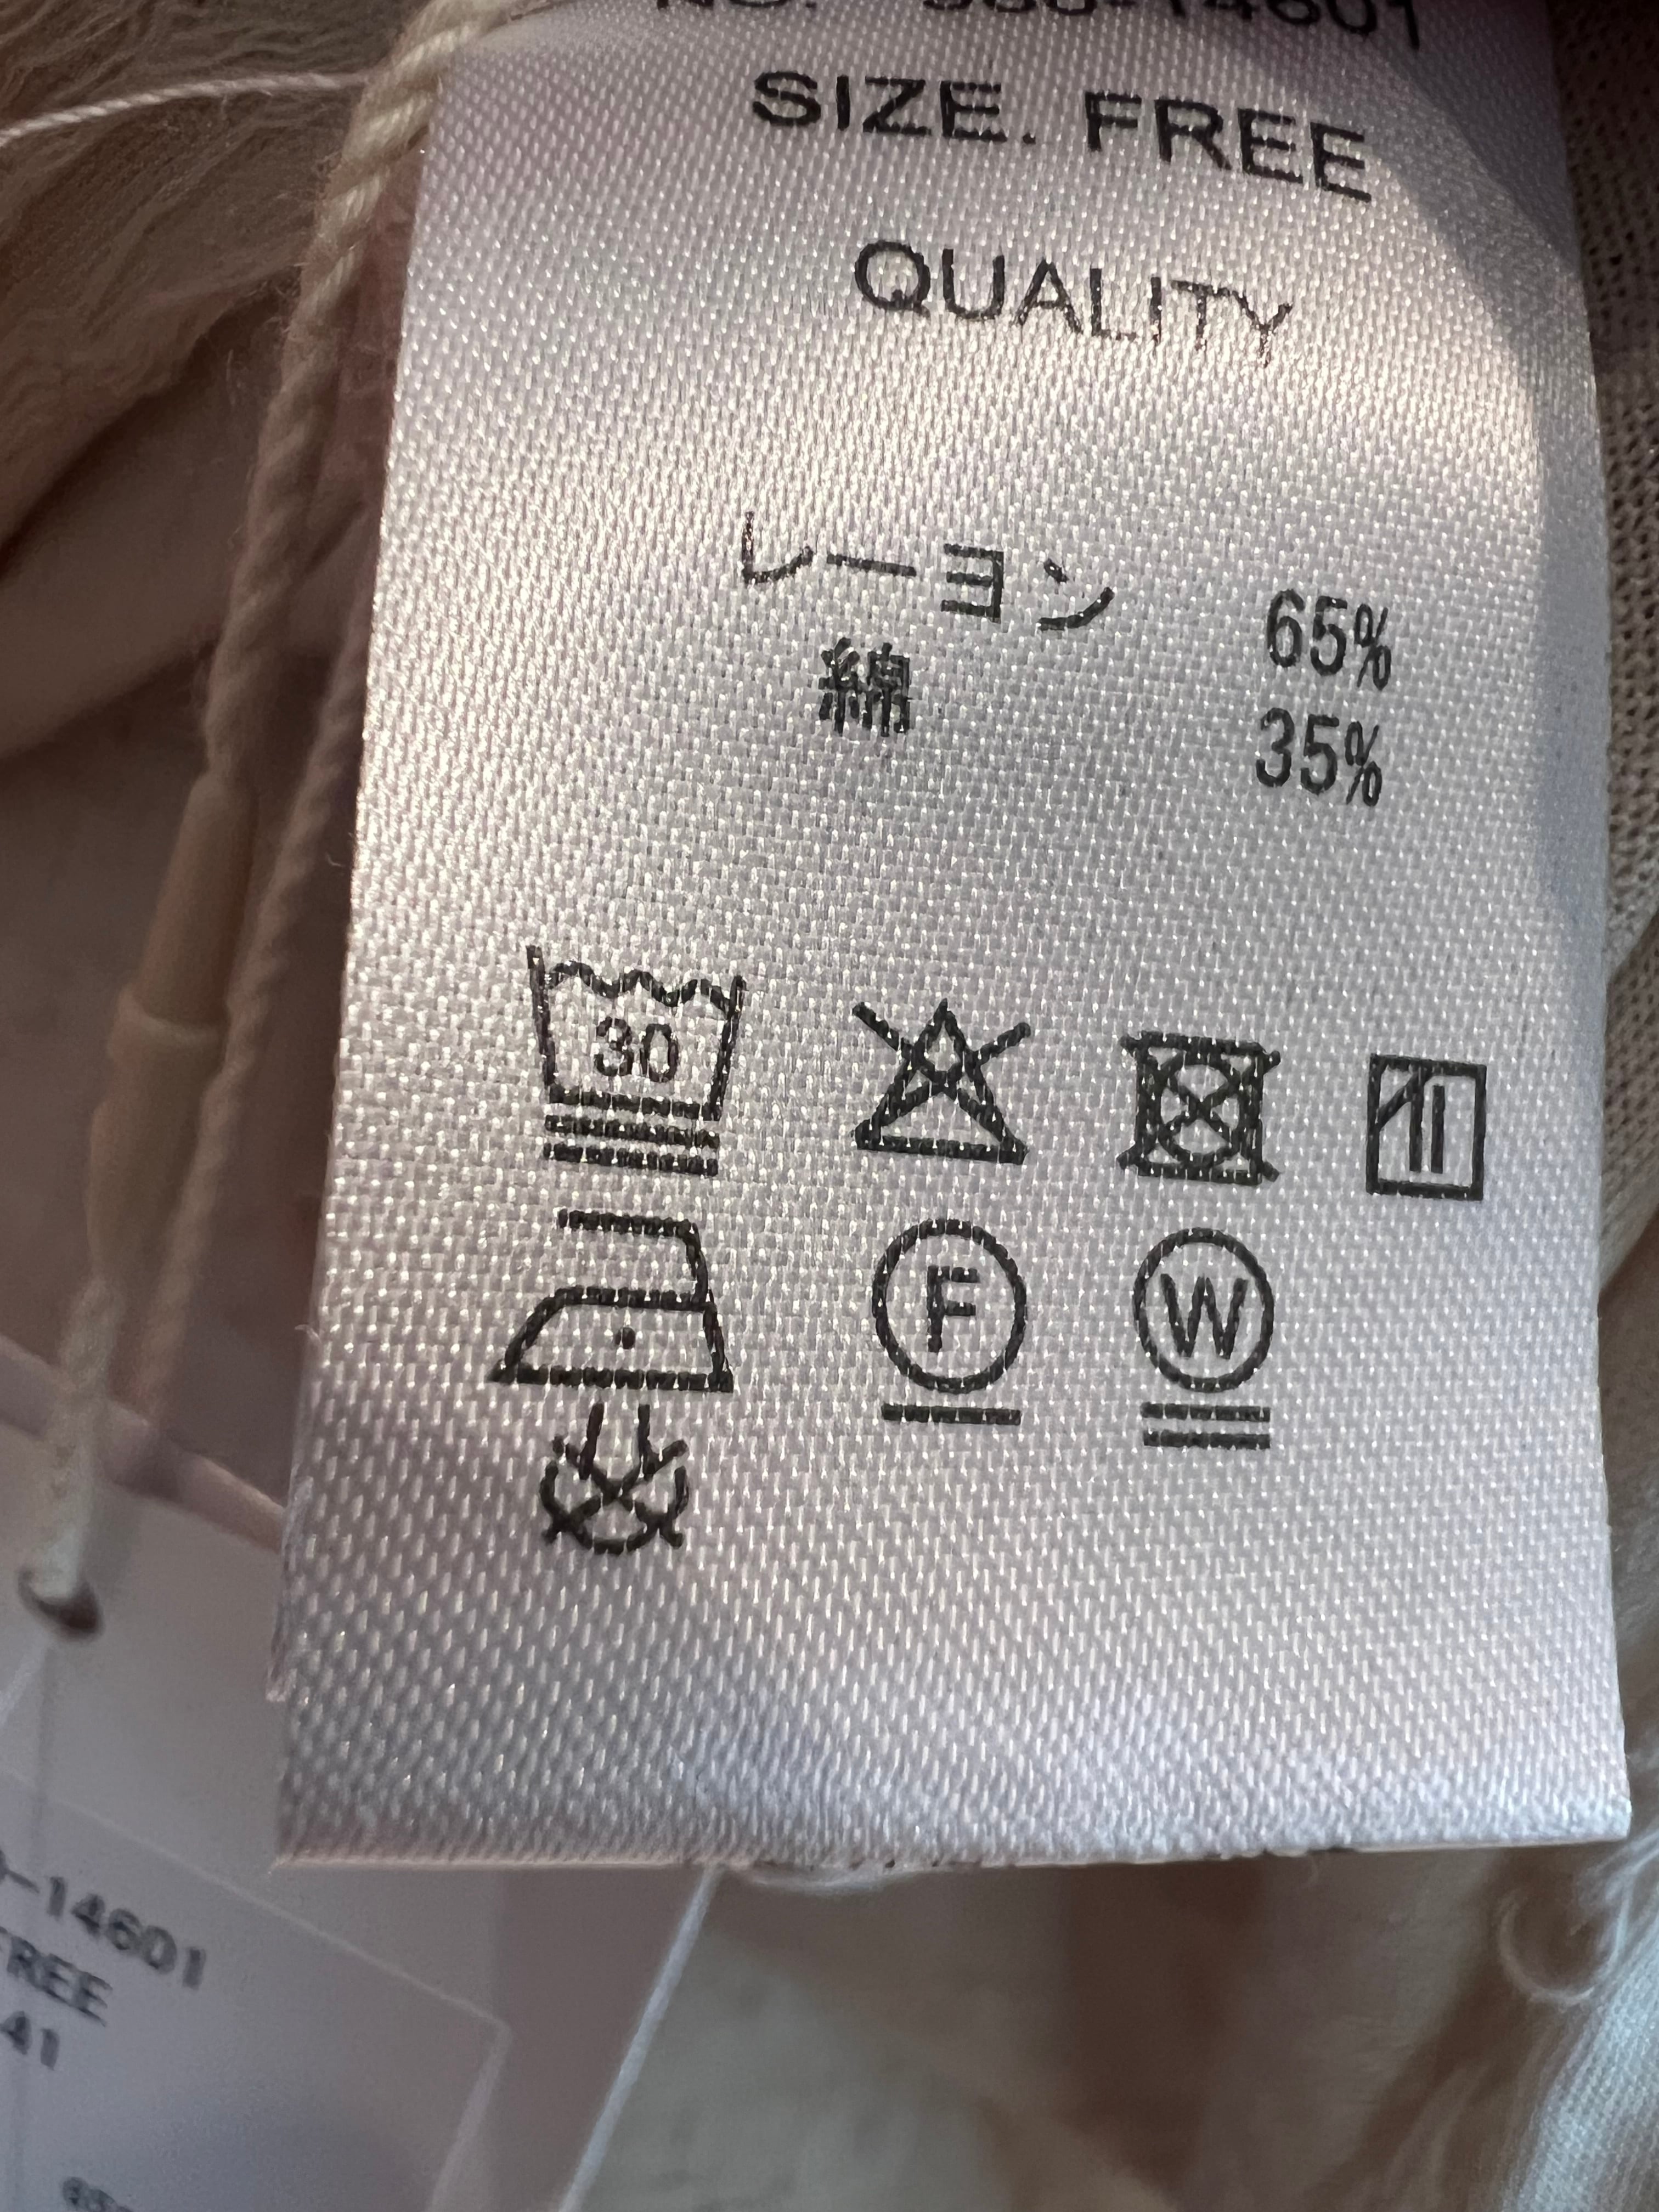 SIZE. FREE
QUALITY
レーヨン 65%
綿 35%
30
F
W
-14601
FREE
41